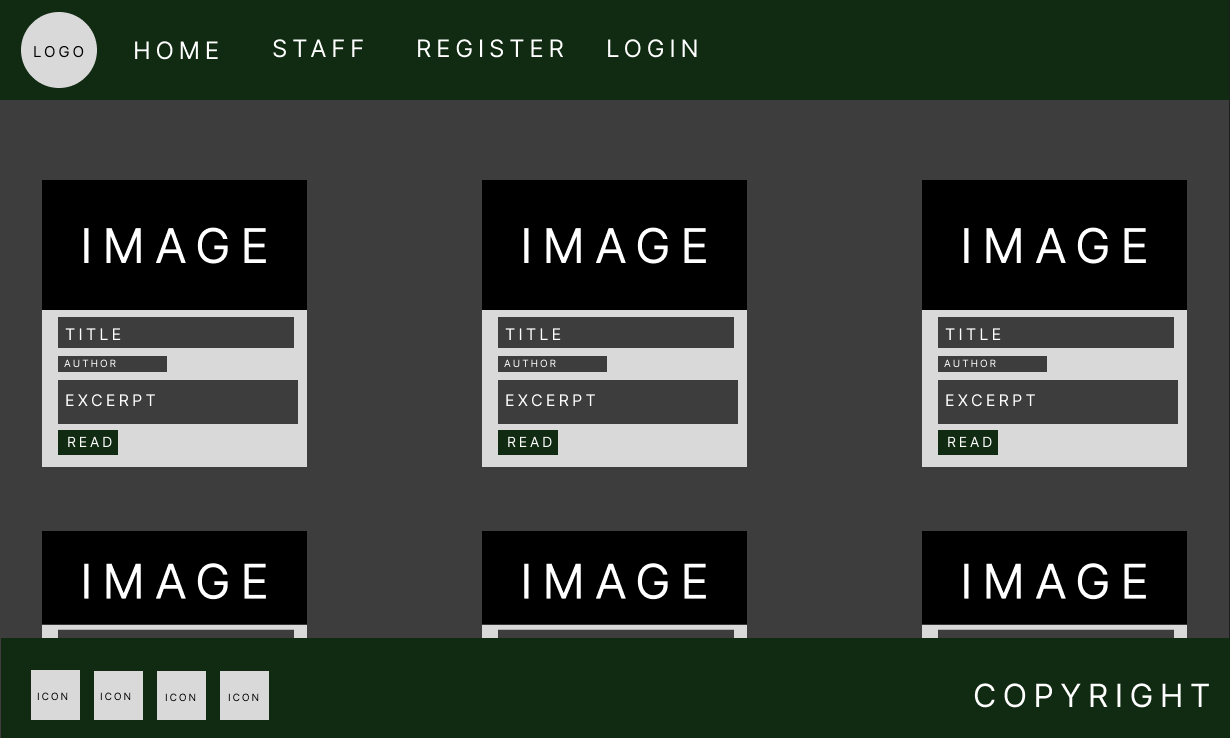 LOGO HOME STAFF REGISTER LOGIN
IMAGE IMAGE IMAGE
TITLE TITLE TITLE
AUTHOR AUTHOR AUTHOR
EXCERPT EXCERPT EXCERPT
READ READ READ
IMAGE IMAGE IMAGE
ICON ICON ICON ICON COPYRIGHT